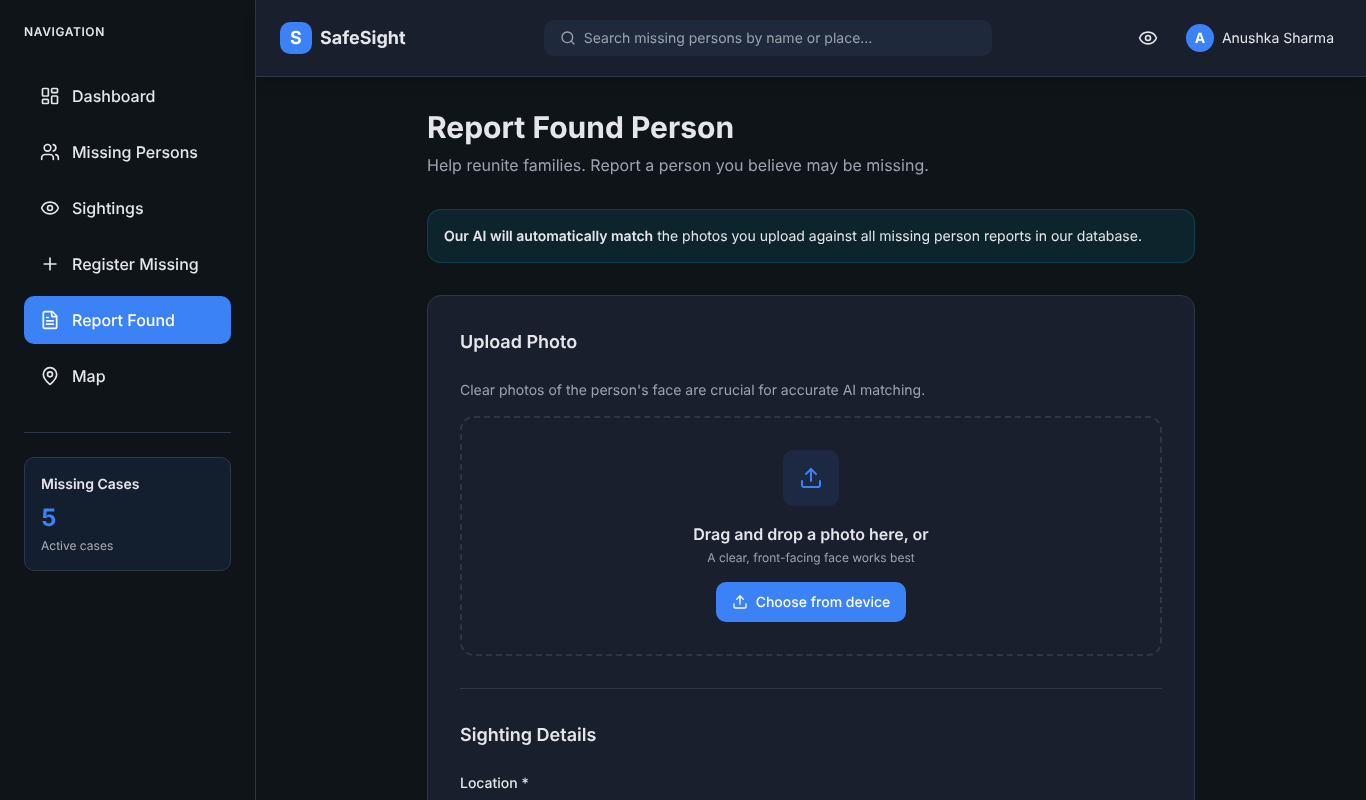 NAVIGATION
Dashboard
Missing Persons
Sightings
Register Missing
Report Found
Map
Missing Cases
5
Active cases
S SafeSight
Search missing persons by name or place...
A Anushka Sharma
Report Found Person
Help reunite families. Report a person you believe may be missing.
Our AI will automatically match the photos you upload against all missing person reports in our database.
Upload Photo
Clear photos of the person's face are crucial for accurate AI matching.
Drag and drop a photo here, or
A clear, front-facing face works best
Choose from device
Sighting Details
Location *